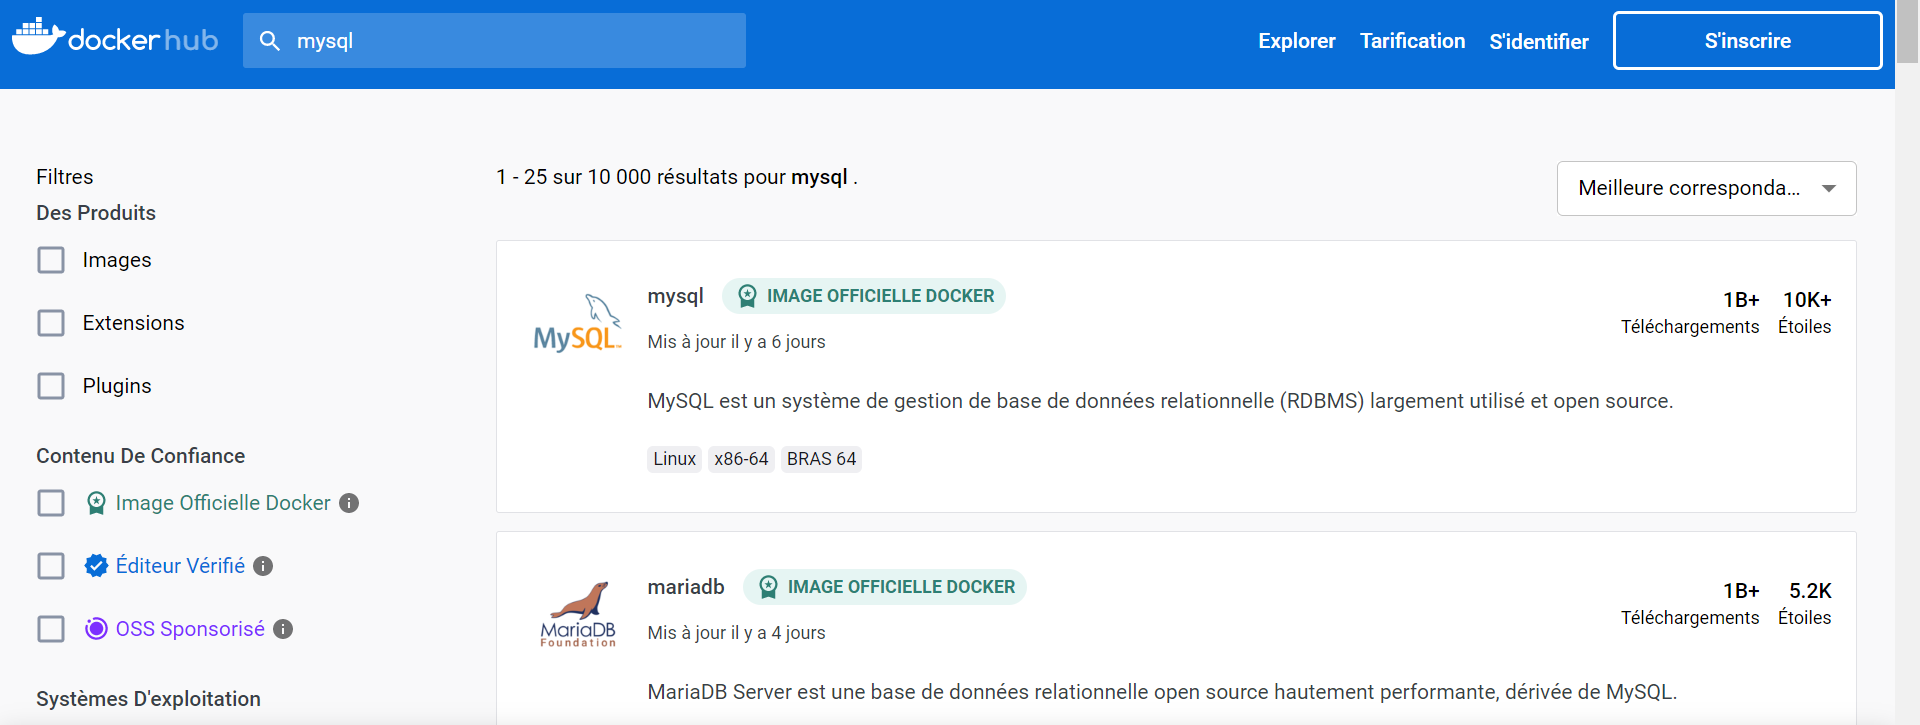 dockerhub
mysql
Explorer
Tarification
S'identifier
S'inscrire
Filtres
Des Produits
Images
Extensions
Plugins
Contenu De Confiance
Image Officielle Docker
Éditeur Vérifié
OSS Sponsorisé
Systèmes D'exploitation
1 - 25 sur 10 000 résultats pour mysql .
Meilleure corresponda...
MySQL
mysql
IMAGE OFFICIELLE DOCKER
Mis à jour il y a 6 jours
1B+ 10K+
Téléchargements Étoiles
MySQL est un système de gestion de base de données relationnelle (RDBMS) largement utilisé et open source.
Linux x86-64 BRAS 64
MariaDB
Foundation
mariadb
IMAGE OFFICIELLE DOCKER
Mis à jour il y a 4 jours
1B+ 5.2K
Téléchargements Étoiles
MariaDB Server est une base de données relationnelle open source hautement performante, dérivée de MySQL.